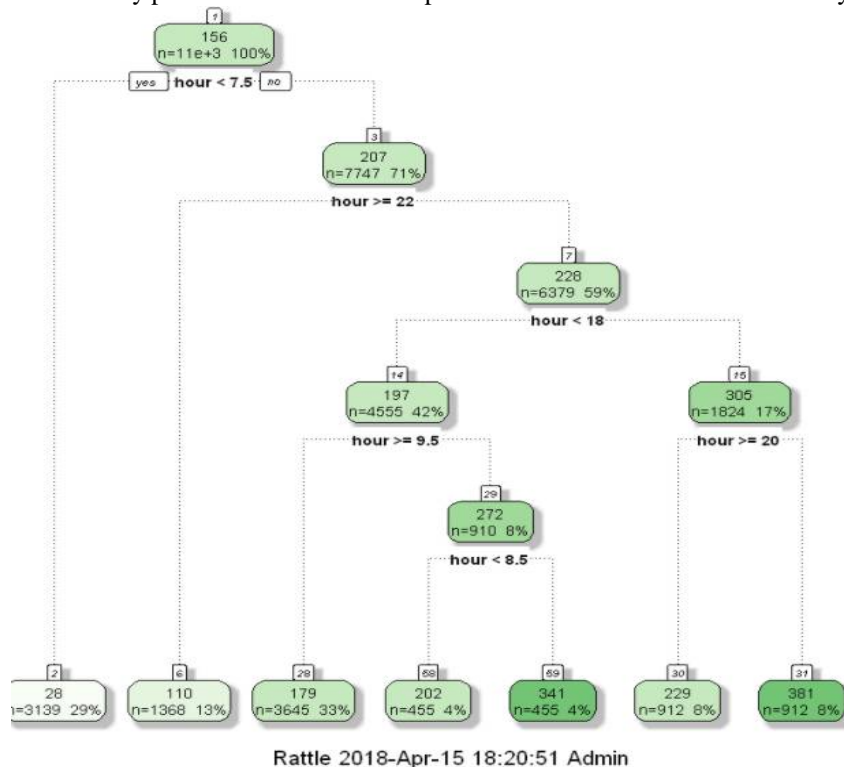 1
156
n=11e+3 100%
yes hour < 7.5 no
3
207
n=7747 71%
hour >= 22
7
228
n=6379 59%
hour < 18
14 15
197 305
n=4555 42% n=1824 17%
hour >= 9.5 hour >= 20
29
272
n=910 8%
hour < 8.5
2 6 28 58 59 30 31
28 110 179 202 341 229 381
n=3139 29% n=1368 13% n=3645 33% n=455 4% n=455 4% n=912 8% n=912 8%
Rattle 2018-Apr-15 18:20:51 Admin